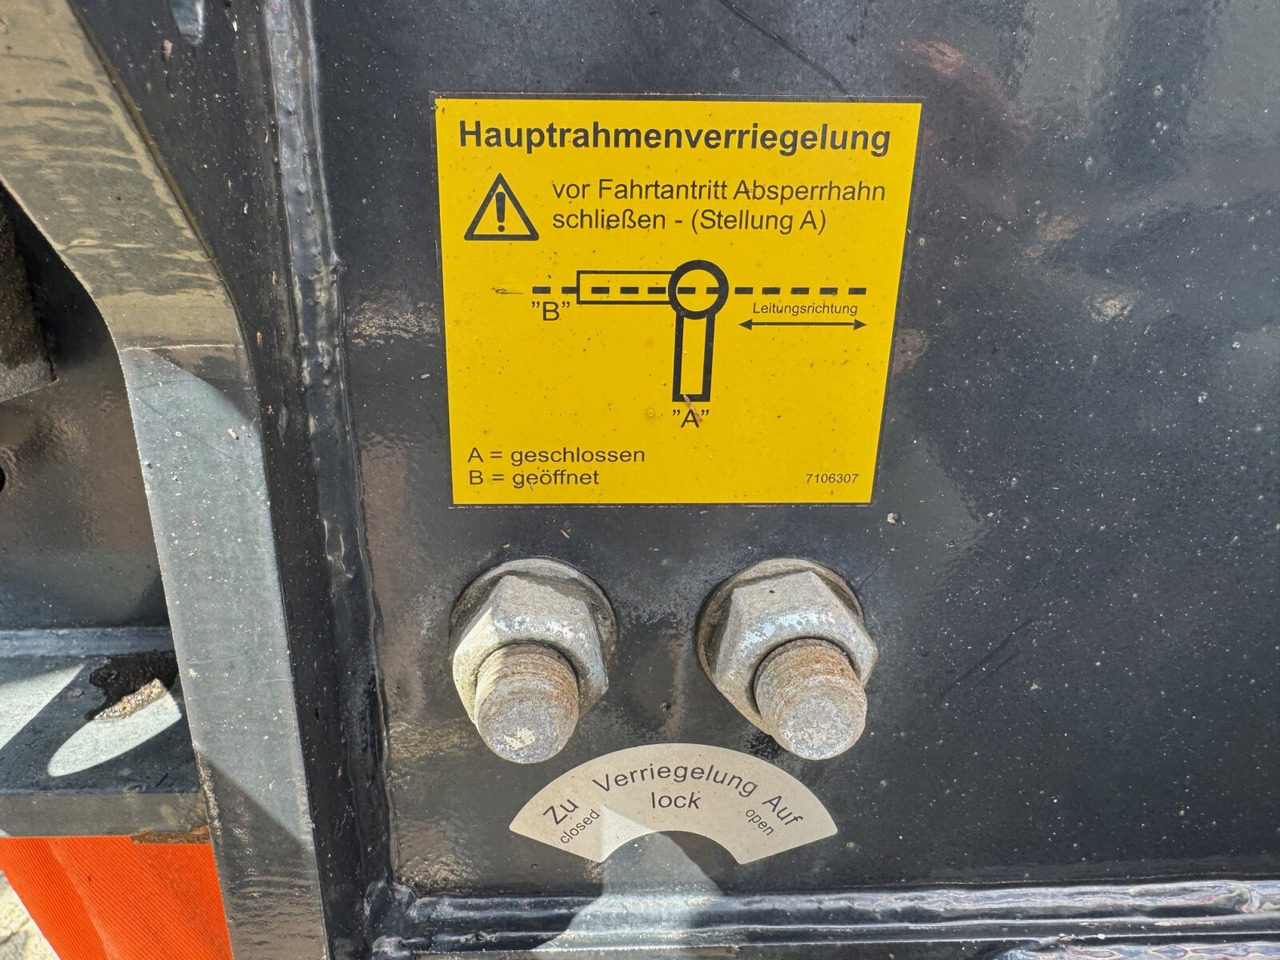 Hauptrahmenverriegelung
vor Fahrtantritt Absperrhahn
schließen - (Stellung A)
"B"
Leitungsrichtung
"A"
A = geschlossen
B = geöffnet
7106307
Zu Verriegelung Auf
closed lock open